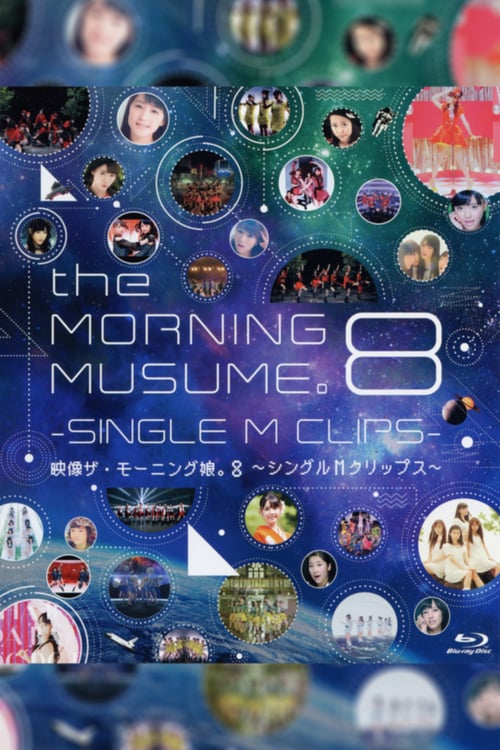 the
MORNING
MUSUME。8
-SINGLE M CLIPS-
映像ザ・モーニング娘。8 ~シングルMクリップス~
Blu-ray Disc